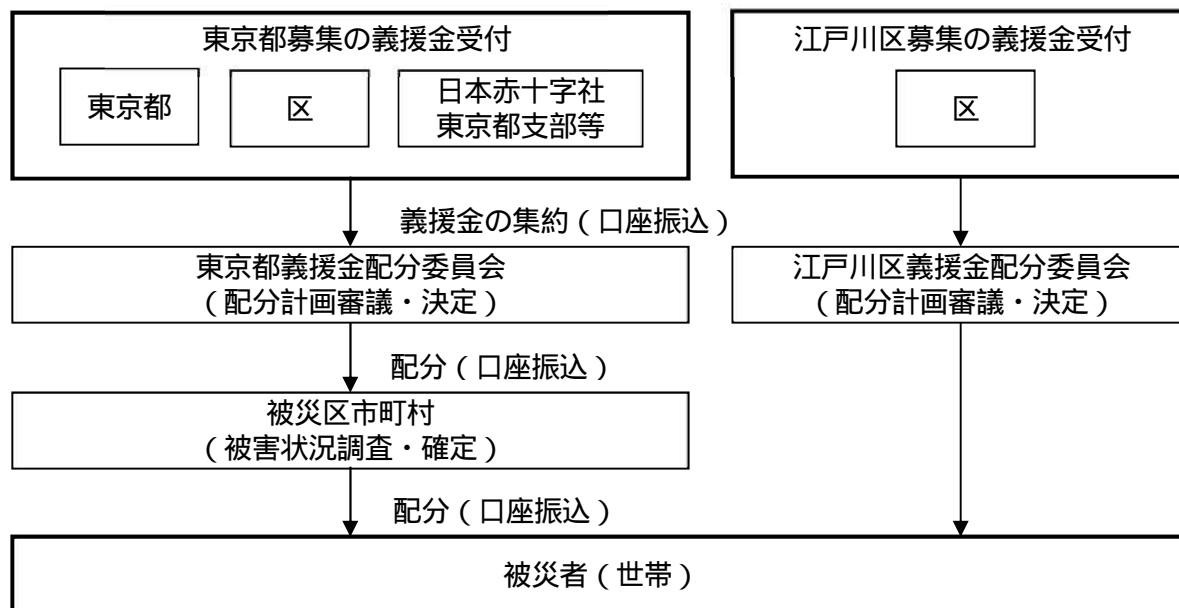 東京都募集の義援金受付
東京都
区
日本赤十字社
東京都支部等
江戸川区募集の義援金受付
区
義援金の集約(口座振込)
東京都義援金配分委員会
(配分計画審議・決定)
江戸川区義援金配分委員会
(配分計画審議・決定)
配分(口座振込)
被災区市町村
(被害状況調査・確定)
配分(口座振込)
被災者(世帯)